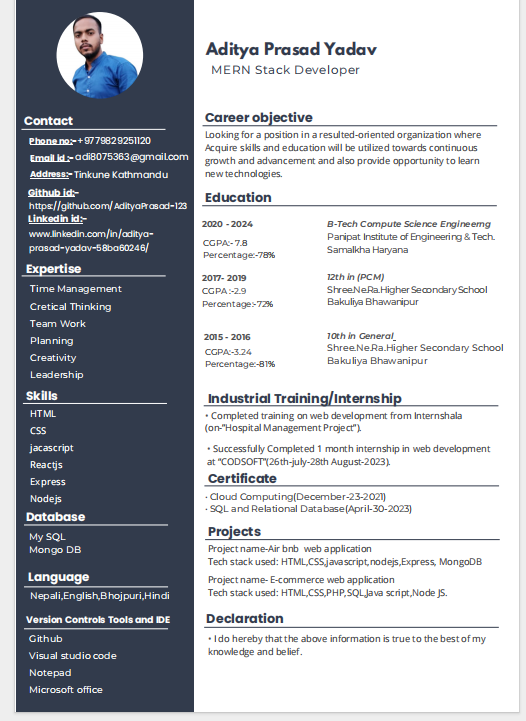 Aditya Prasad Yadav
MERN Stack Developer
Contact
Phone no:-+9779829251120
Email id :- adi8075363@gmail.com
Address:- Tinkune Kathmandu
Github id:-
https://github.com/AdityaPrasad-123
Linkedin id:-
www.linkedin.com/in/aditya-
prasad-yadav-58ba60246/
Expertise
Time Management
Cretical Thinking
Team Work
Planning
Creativity
Leadership
Skills
HTML
CSS
jacascript
Reactjs
Express
Nodejs
Database
My SQL
Mongo DB
Language
Nepali,English,Bhojpuri,Hindi
Version Controls Tools and IDE
Github
Visual studio code
Notepad
Microsoft office
Career objective
Looking for a position in a resulted-oriented organization where
Acquire skills and education will be utilized towards continuous
growth and advancement and also provide opportunity to learn
new technologies.
Education
2020 - 2024
CGPA:- 7.8
Percentage:-78%
B-Tech Compute Science Engineerng
Panipat Institute of Engineering & Tech.
Samalkha Haryana
2017- 2019
CGPA :-2.9
Percentage:-72%
12th in (PCM)
Shree.Ne.Ra.Higher Secondary School
Bakuliya Bhawanipur
2015 - 2016
CGPA:-3.24
Percentage:-81%
10th in General
Shree.Ne.Ra.Higher Secondary School
Bakuliya Bhawanipur
Industrial Training/Internship
• Completed training on web development from Internshala
(on-"Hospital Management Project").
• Successfully Completed 1 month internship in web development
at "CODSOFT"(26th-july-28th August-2023).
Certificate
· Cloud Computing(December-23-2021)
· SQL and Relational Database(April-30-2023)
Projects
Project name-Air bnb web application
Tech stack used: HTML,CSS,javascript,nodejs,Express, MongoDB
Project name- E-commerce web application
Tech stack used: HTML,CSS,PHP,SQL,Java script,Node JS.
Declaration
• I do hereby that the above information is true to the best of my
knowledge and belief.